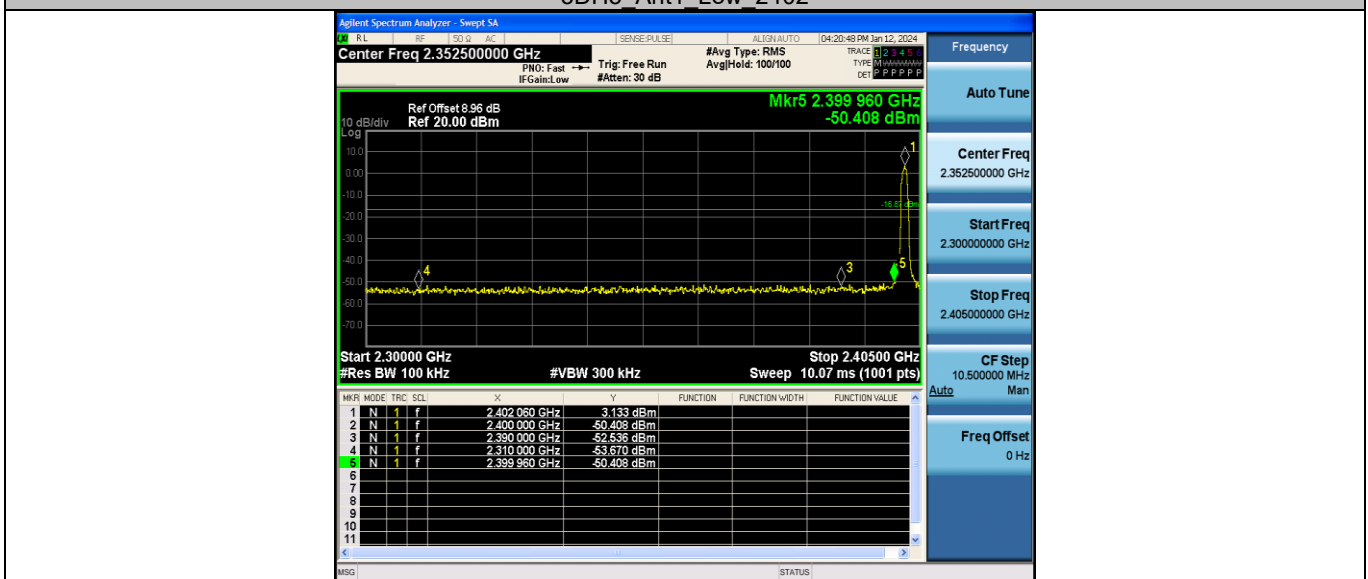 3DH5_Ant1_Low_2402
Agilent Spectrum Analyzer - Swept SA
RL RF 50 Ω AC SENSE:PULSE ALIGNAUTO 04:20:48 PM Jan 12, 2024
Center Freq 2.352500000 GHz
PNO: Fast
IFGain:Low
Trig: Free Run
#Atten: 30 dB
#Avg Type: RMS
Avg|Hold: 100/100
TRACE 1 2 3 4 5 6
TYPE M
DET P P P P P P
Ref Offset 8.96 dB
10 dB/div Ref 20.00 dBm
Log
Mkr5 2.399 960 GHz
-50.408 dBm
10.0
0.00
-10.0
-20.0
-30.0
-40.0
-50.0
-60.0
-70.0
1
-16.87 dBm
4
3
5
Start 2.30000 GHz Stop 2.40500 GHz
#Res BW 100 kHz #VBW 300 kHz Sweep 10.07 ms (1001 pts)
MKR MODE TRC SCL X Y FUNCTION FUNCTION WIDTH FUNCTION VALUE
1 N 1 f 2.402 060 GHz 3.133 dBm
2 N 1 f 2.400 000 GHz -50.408 dBm
3 N 1 f 2.390 000 GHz -52.536 dBm
4 N 1 f 2.310 000 GHz -53.670 dBm
5 N 1 f 2.399 960 GHz -50.408 dBm
6
7
8
9
10
11
MSG STATUS
Frequency
Auto Tune
Center Freq
2.352500000 GHz
Start Freq
2.300000000 GHz
Stop Freq
2.405000000 GHz
CF Step
10.500000 MHz
Auto Man
Freq Offset
0 Hz